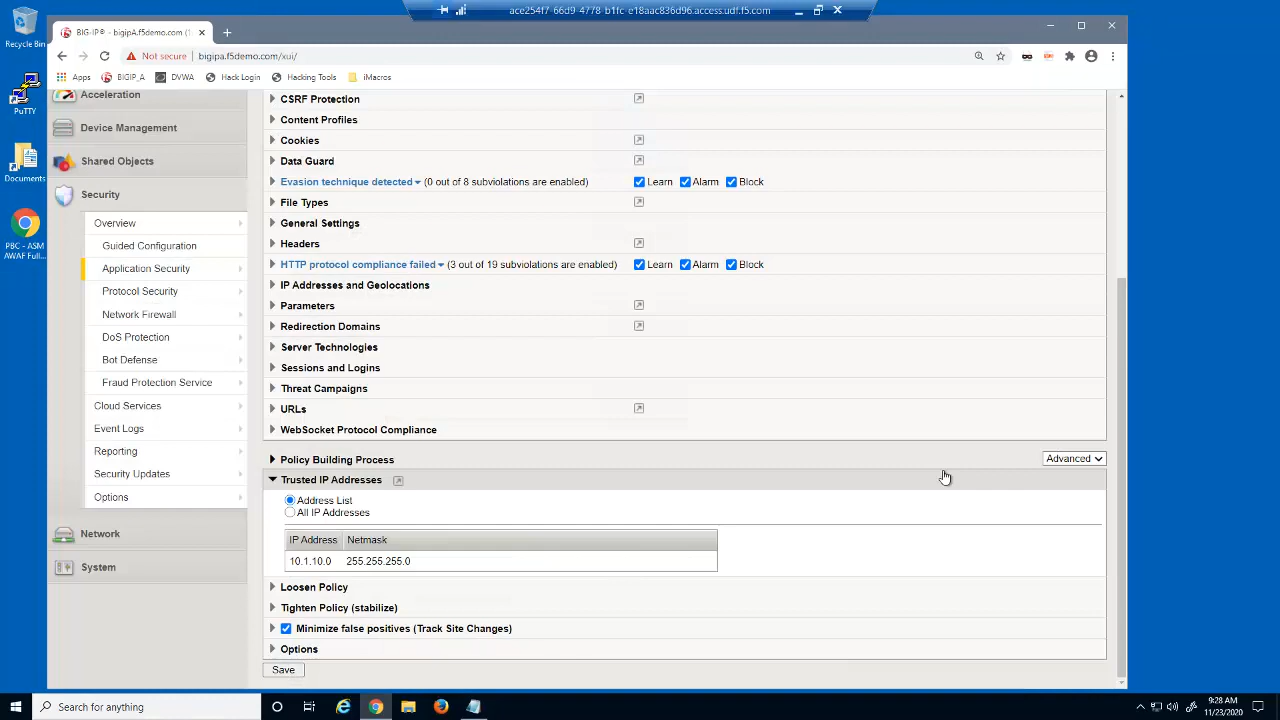 ace254f7-66d9-4778-b1fc-e18aac836d96.access.udf.f5.com
Recycle Bin
BIG-IP® - bigipA.f5demo.com (1
Not secure bigipa.f5demo.com/xui/
Apps BIGIP_A DVWA Hack Login Hacking Tools iMacros
PuTTY
Documents
PBC - ASM
AWAF Full...
Acceleration
Device Management
Shared Objects
Security
Overview
Guided Configuration
Application Security
Protocol Security
Network Firewall
DoS Protection
Bot Defense
Fraud Protection Service
Cloud Services
Event Logs
Reporting
Security Updates
Options
Network
System
CSRF Protection
Content Profiles
Cookies
Data Guard
Evasion technique detected (0 out of 8 subviolations are enabled) Learn Alarm Block
File Types
General Settings
Headers
HTTP protocol compliance failed (3 out of 19 subviolations are enabled) Learn Alarm Block
IP Addresses and Geolocations
Parameters
Redirection Domains
Server Technologies
Sessions and Logins
Threat Campaigns
URLs
WebSocket Protocol Compliance
Policy Building Process Advanced
Trusted IP Addresses
Address List
All IP Addresses
IP Address Netmask
10.1.10.0 255.255.255.0
Loosen Policy
Tighten Policy (stabilize)
Minimize false positives (Track Site Changes)
Options
Save
Search for anything
9:28 AM
11/23/2020